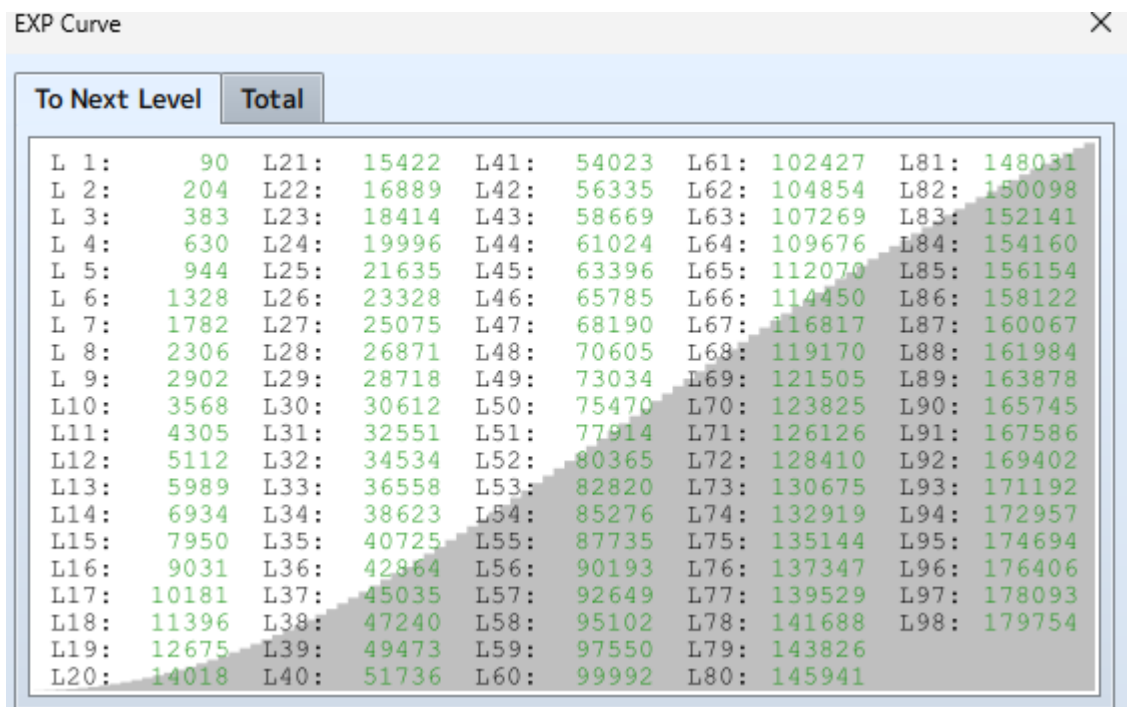 EXP Curve
To Next Level Total
L 1: 90 L21: 15422 L41: 54023 L61: 102427 L81: 148031
L 2: 204 L22: 16889 L42: 56335 L62: 104854 L82: 150098
L 3: 383 L23: 18414 L43: 58669 L63: 107269 L83: 152141
L 4: 630 L24: 19996 L44: 61024 L64: 109676 L84: 154160
L 5: 944 L25: 21635 L45: 63396 L65: 112070 L85: 156154
L 6: 1328 L26: 23328 L46: 65785 L66: 114450 L86: 158122
L 7: 1782 L27: 25075 L47: 68190 L67: 116817 L87: 160067
L 8: 2306 L28: 26871 L48: 70605 L68: 119170 L88: 161984
L 9: 2902 L29: 28718 L49: 73034 L69: 121505 L89: 163878
L10: 3568 L30: 30612 L50: 75470 L70: 123825 L90: 165745
L11: 4305 L31: 32551 L51: 77914 L71: 126126 L91: 167586
L12: 5112 L32: 34534 L52: 80365 L72: 128410 L92: 169402
L13: 5989 L33: 36558 L53: 82820 L73: 130675 L93: 171192
L14: 6934 L34: 38623 L54: 85276 L74: 132919 L94: 172957
L15: 7950 L35: 40725 L55: 87735 L75: 135144 L95: 174694
L16: 9031 L36: 42864 L56: 90193 L76: 137347 L96: 176406
L17: 10181 L37: 45035 L57: 92649 L77: 139529 L97: 178093
L18: 11396 L38: 47240 L58: 95102 L78: 141688 L98: 179754
L19: 12675 L39: 49473 L59: 97550 L79: 143826
L20: 14018 L40: 51736 L60: 99992 L80: 145941